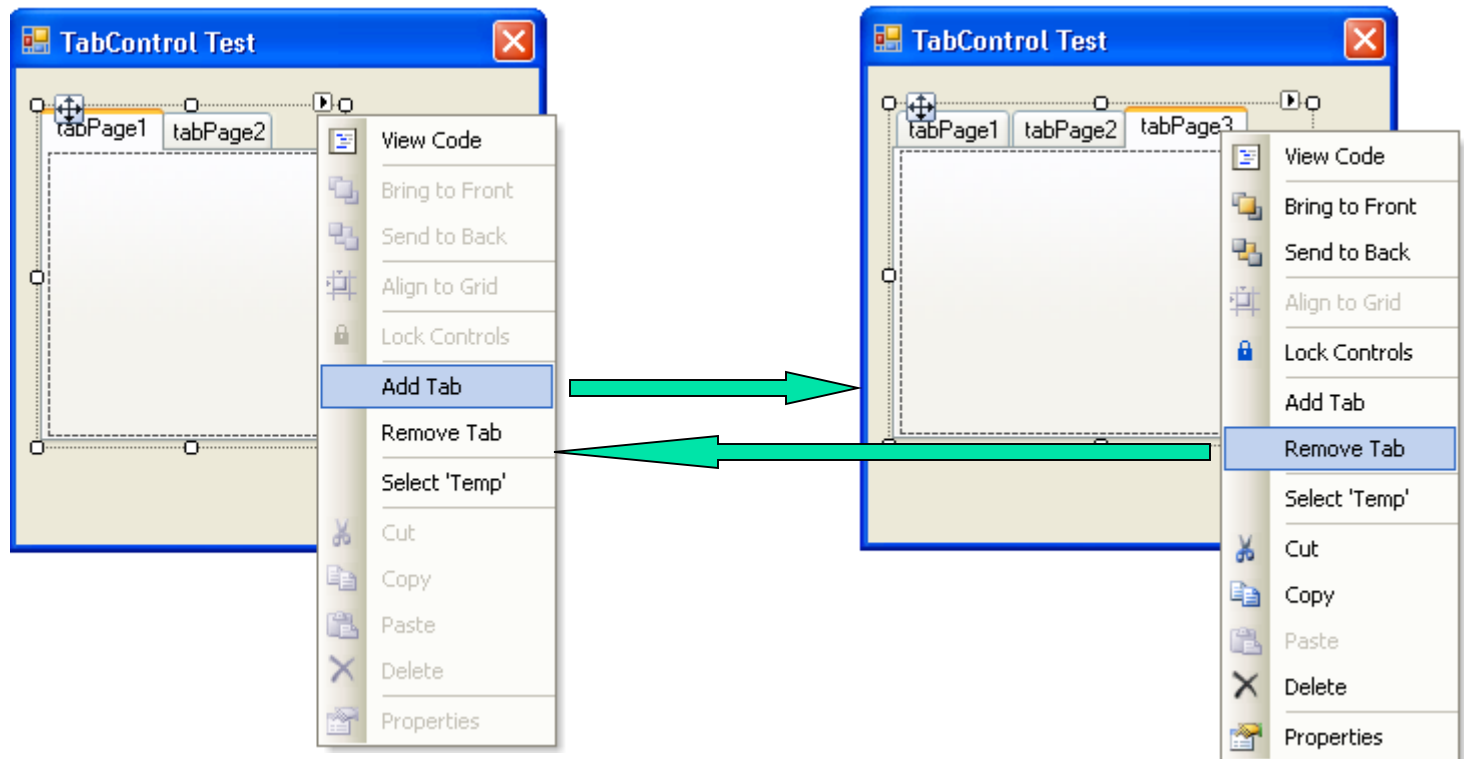 TabControl Test
tabPage1 tabPage2
View Code
Bring to Front
Send to Back
Align to Grid
Lock Controls
Add Tab
Remove Tab
Select 'Temp'
Cut
Copy
Paste
Delete
Properties
TabControl Test
tabPage1 tabPage2 tabPage3
View Code
Bring to Front
Send to Back
Align to Grid
Lock Controls
Add Tab
Remove Tab
Select 'Temp'
Cut
Copy
Paste
Delete
Properties